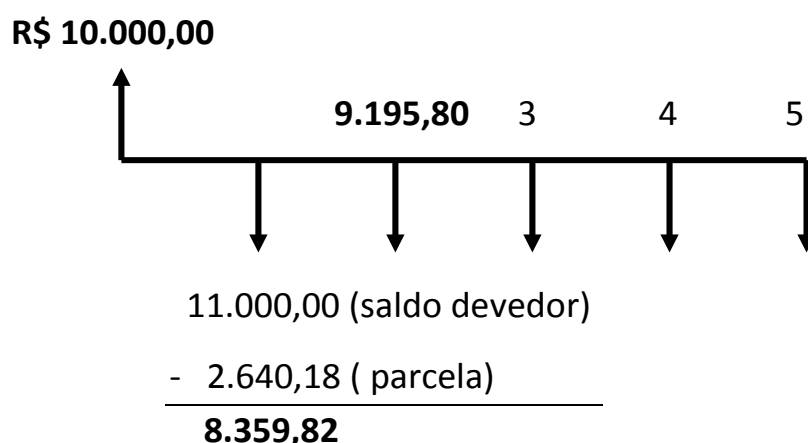 R$ 10.000,00
9.195,80 3 4 5
11.000,00 (saldo devedor)
- 2.640,18 ( parcela)
8.359,82